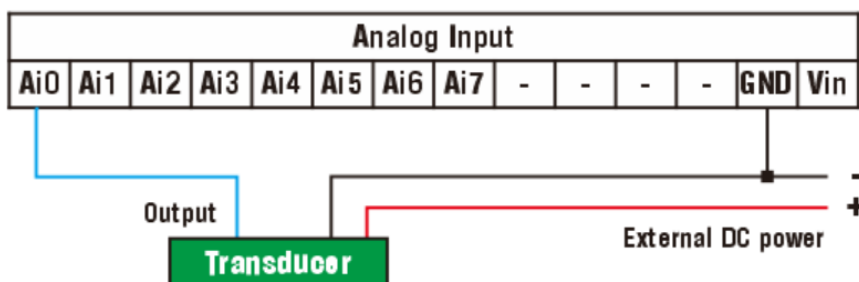 Analog Input
Ai0 Ai1 Ai2 Ai3 Ai4 Ai5 Ai6 Ai7 - - - - GND Vin
-
Output +
External DC power
Transducer